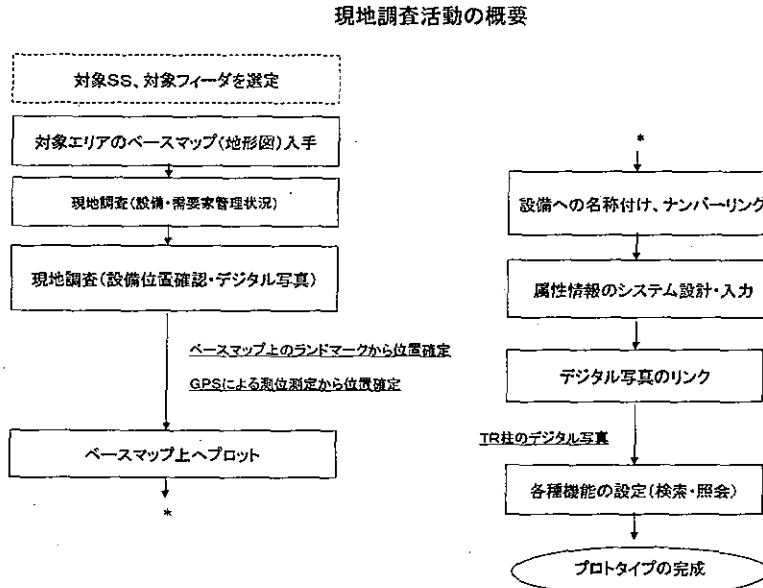 現地調査活動の概要
対象SS、対象フィーダを選定
対象エリアのベースマップ(地形図)入手
現地調査(設備・需要家管理状況)
現地調査(設備位置確認・デジタル写真)
ベースマップ上のランドマークから位置確定
GPSによる測位測定から位置確定
ベースマップ上へプロット
*
*
設備への名称付け、ナンバーリング
属性情報のシステム設計・入力
デジタル写真のリンク
TR柱のデジタル写真
各種機能の設定(検索・照会)
プロトタイプの完成